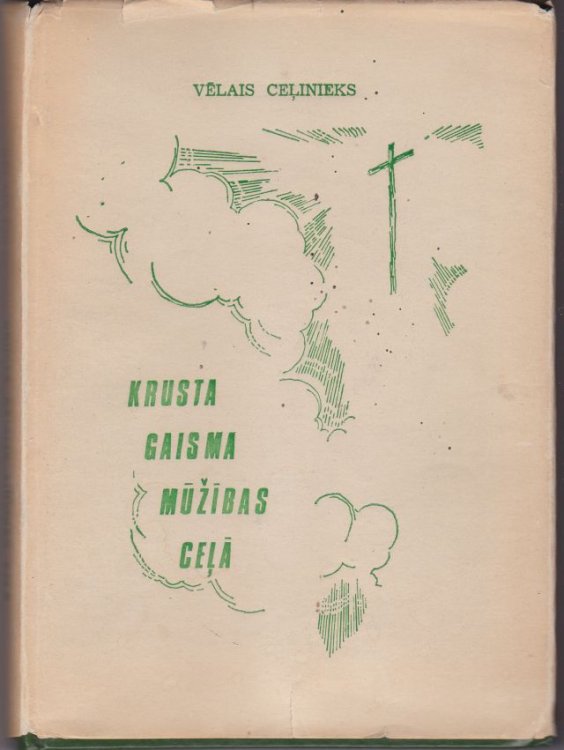 VĒLAIS CEĻINIEKS
KRUSTA
GAISMA
MŪŽĪBAS
CEĻĀ